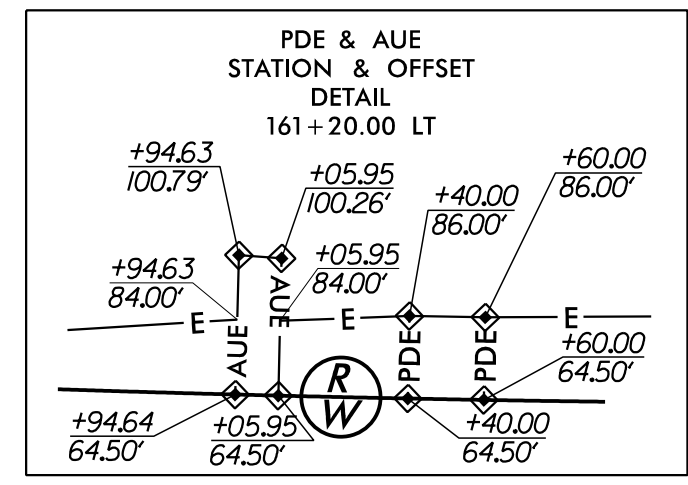 PDE & AUE
STATION & OFFSET
DETAIL
161+20.00 LT
+94.63
100.79'
+05.95
100.26'
+40.00
86.00'
+60.00
86.00'
+94.63
84.00'
+05.95
84.00'
E
E
E
AUE
AUE
PDE
PDE
+60.00
64.50'
R
W
+94.64
64.50'
+05.95
64.50'
+40.00
64.50'